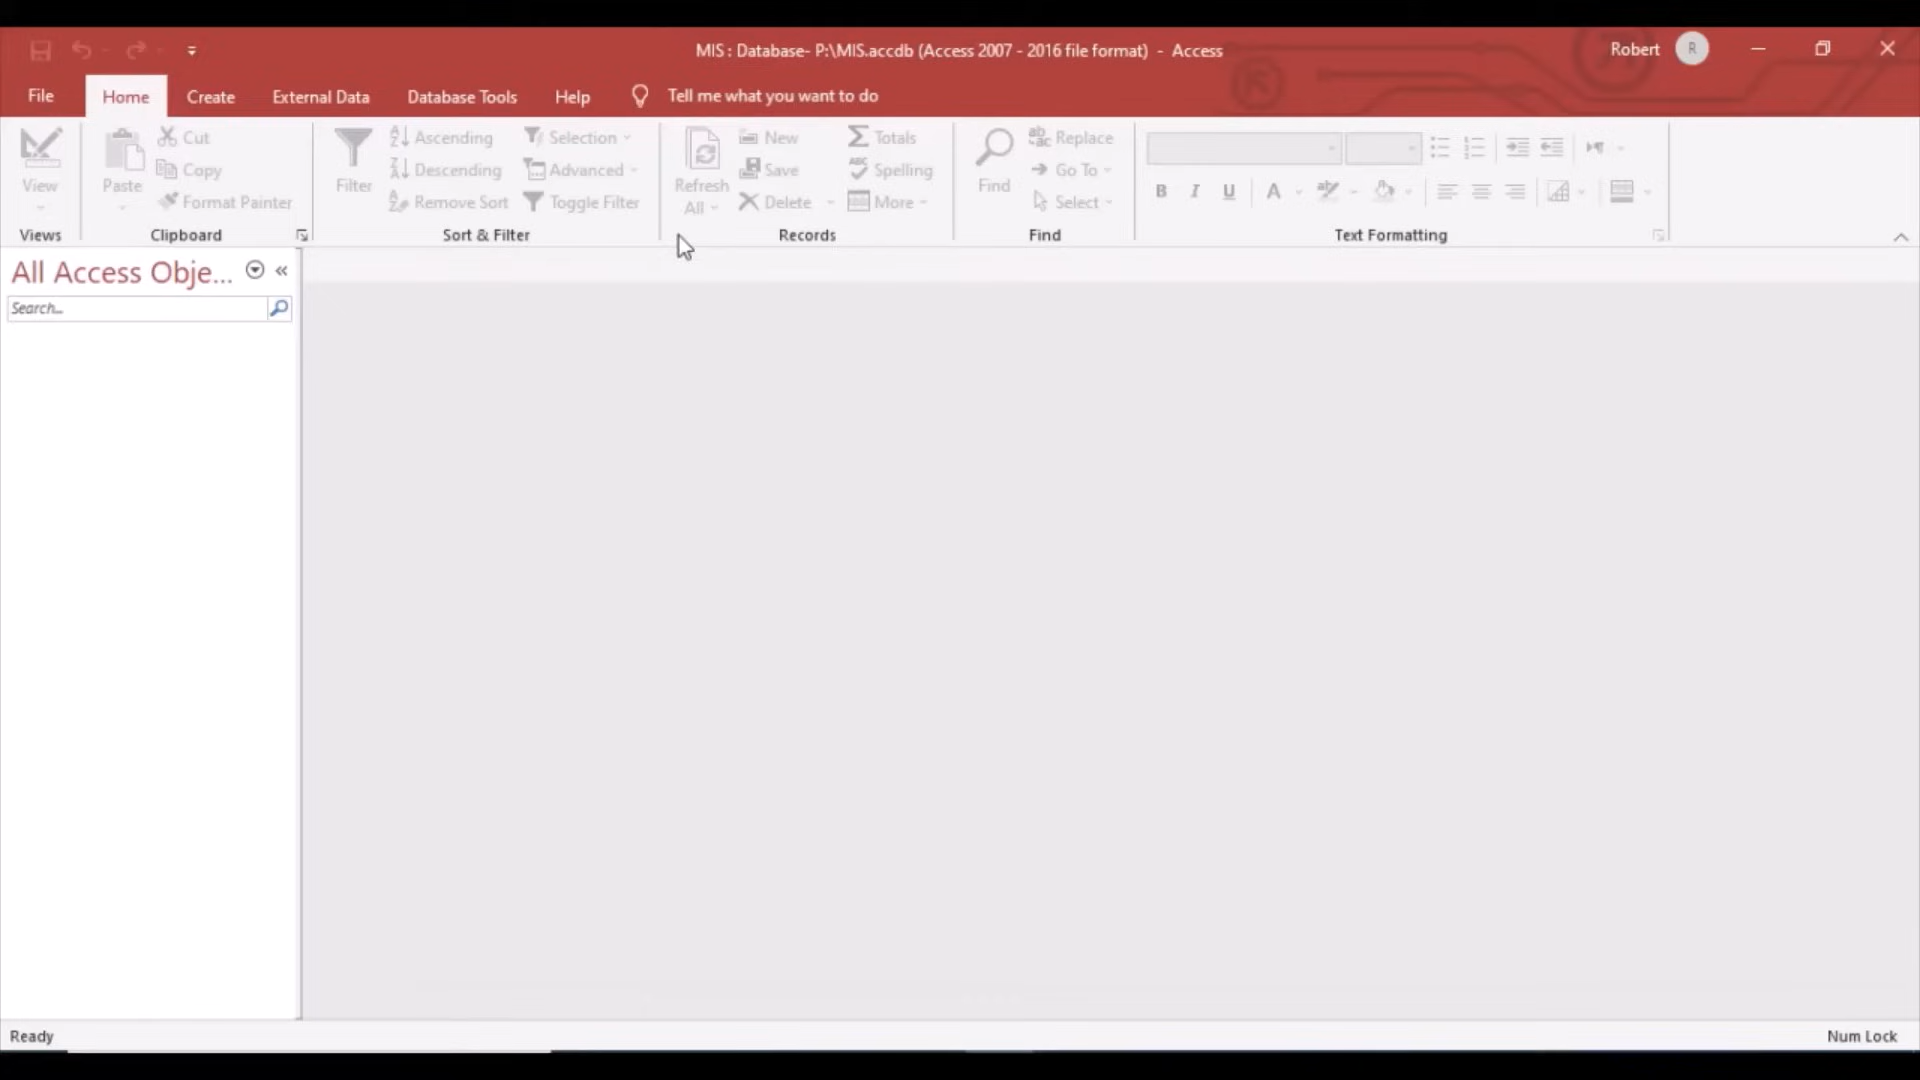 MIS : Database- P:\MIS.accdb (Access 2007 - 2016 file format) - Access
Robert
R
File
Home
Create
External Data
Database Tools
Help
Tell me what you want to do
View
Paste
Cut
Copy
Format Painter
Filter
Ascending
Descending
Remove Sort
Selection
Advanced
Toggle Filter
Refresh
All
New
Save
Delete
Totals
Spelling
More
Find
Replace
Go To
Select
B
I
U
A
Views
Clipboard
Sort & Filter
Records
Find
Text Formatting
All Access Obje...
Search...
Ready
Num Lock